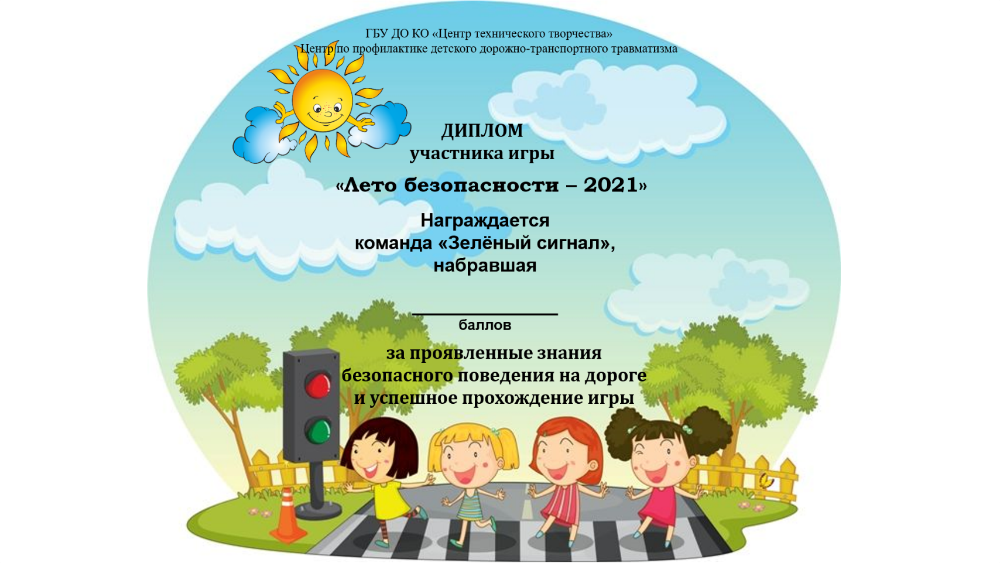 ГБУ ДО КО «Центр технического творчества»
Центр по профилактике детского дорожно-транспортного травматизма
ДИПЛОМ
участника игры
«Лето безопасности – 2021»
Награждается
команда «Зелёный сигнал»,
набравшая
баллов
за проявленные знания
безопасного поведения на дороге
и успешное прохождение игры